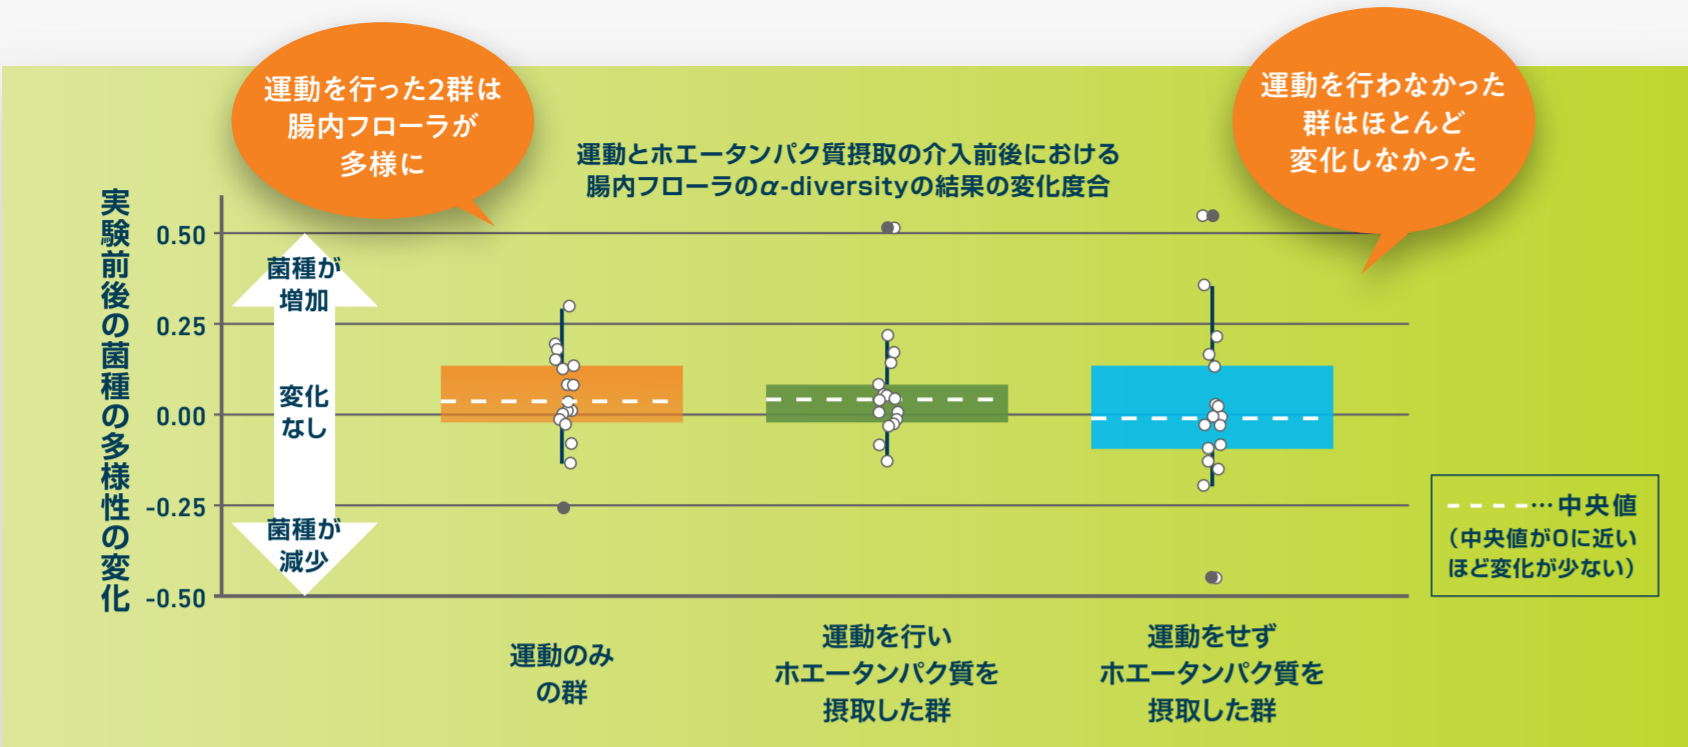 運動を行った2群は
腸内フローラが
多様に
運動を行わなかった
群はほとんど
変化しなかった
運動とホエータンパク質摂取の介入前後における
腸内フローラのα-diversityの結果の変化度合
実験前後の菌種の多様性の変化
0.50
0.25
0.00
-0.25
-0.50
菌種が
増加
変化
なし
菌種が
減少
…中央値
（中央値が0に近い
ほど変化が少ない）
運動のみ
の群
運動を行い
ホエータンパク質を
摂取した群
運動をせず
ホエータンパク質を
摂取した群